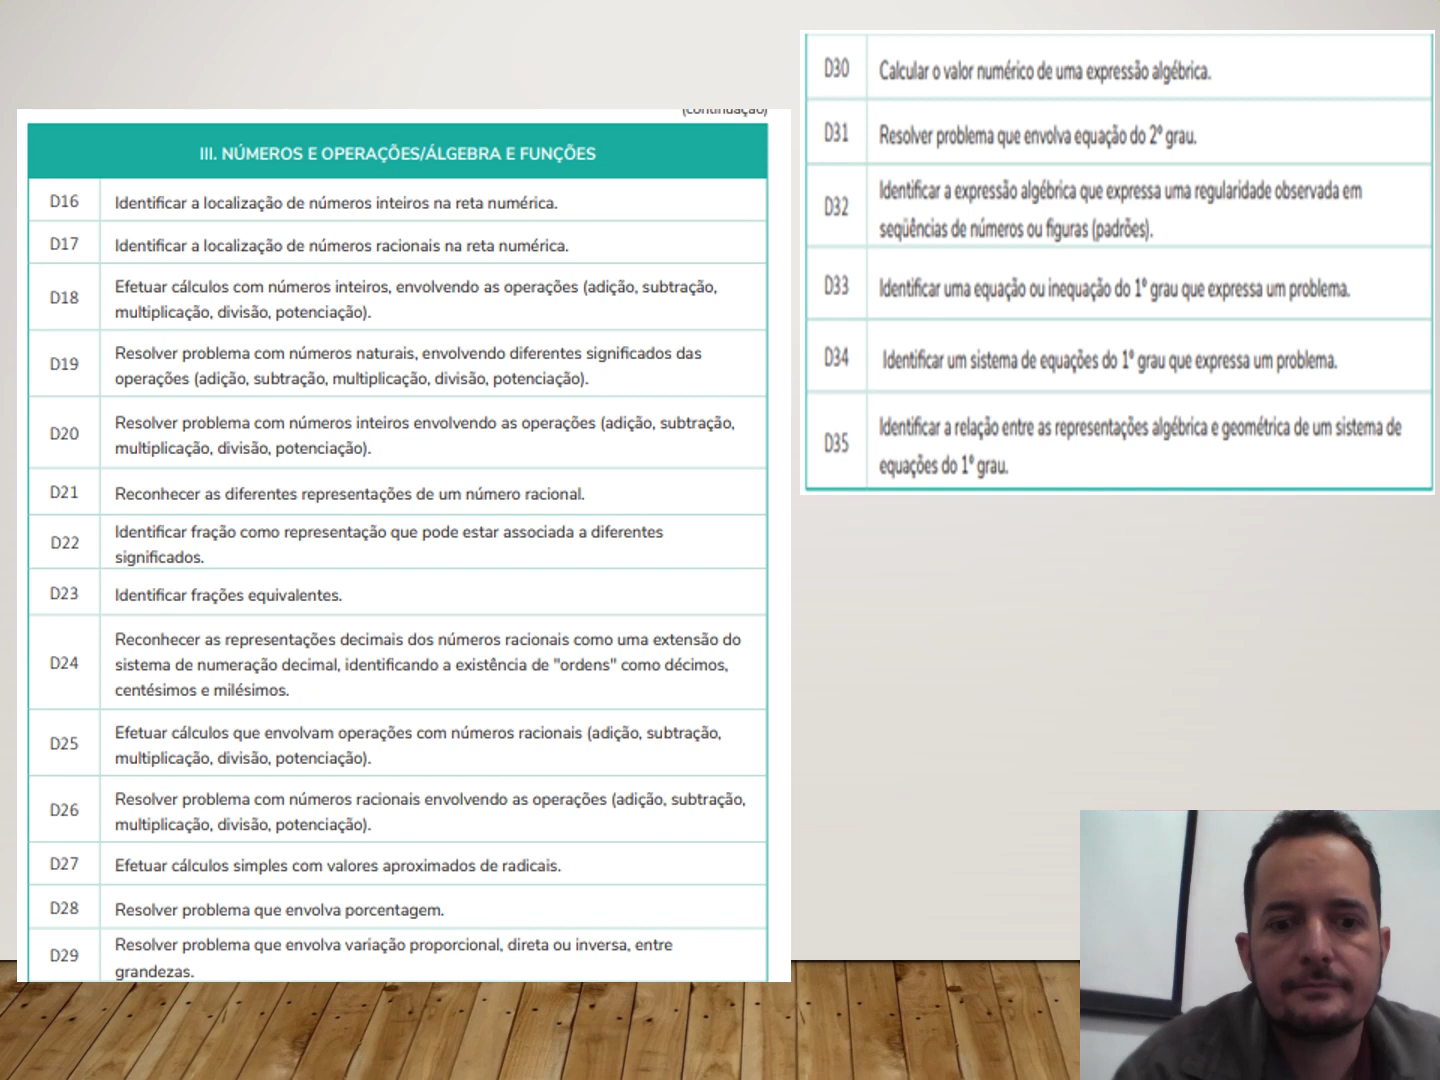 (continuação)
III. NÚMEROS E OPERAÇÕES/ÁLGEBRA E FUNÇÕES
D16 Identificar a localização de números inteiros na reta numérica.
D17 Identificar a localização de números racionais na reta numérica.
D18 Efetuar cálculos com números inteiros, envolvendo as operações (adição, subtração,
multiplicação, divisão, potenciação).
D19 Resolver problema com números naturais, envolvendo diferentes significados das
operações (adição, subtração, multiplicação, divisão, potenciação).
D20 Resolver problema com números inteiros envolvendo as operações (adição, subtração,
multiplicação, divisão, potenciação).
D21 Reconhecer as diferentes representações de um número racional.
D22 Identificar fração como representação que pode estar associada a diferentes
significados.
D23 Identificar frações equivalentes.
D24 Reconhecer as representações decimais dos números racionais como uma extensão do
sistema de numeração decimal, identificando a existência de "ordens" como décimos,
centésimos e milésimos.
D25 Efetuar cálculos que envolvam operações com números racionais (adição, subtração,
multiplicação, divisão, potenciação).
D26 Resolver problema com números racionais envolvendo as operações (adição, subtração,
multiplicação, divisão, potenciação).
D27 Efetuar cálculos simples com valores aproximados de radicais.
D28 Resolver problema que envolva porcentagem.
D29 Resolver problema que envolva variação proporcional, direta ou inversa, entre
grandezas.
D30 Calcular o valor numérico de uma expressão algébrica.
D31 Resolver problema que envolva equação do 2º grau.
D32 Identificar a expressão algébrica que expressa uma regularidade observada em
seqüências de números ou figuras (padrões).
D33 Identificar uma equação ou inequação do 1º grau que expressa um problema.
D34 Identificar um sistema de equações do 1º grau que expressa um problema.
D35 Identificar a relação entre as representações algébrica e geométrica de um sistema de
equações do 1º grau.